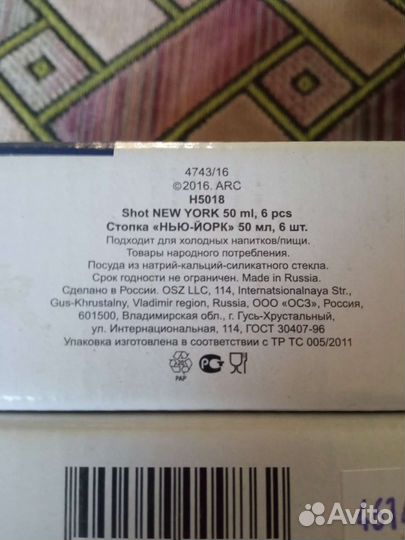 4743/16
©2016. ARC
H5018
Shot NEW YORK 50 ml, 6 pcs
Стопка «НЬЮ-ЙОРК» 50 мл, 6 шт.
Подходит для холодных напитков/пищи.
Товары народного потребления.
Посуда из натрий-кальций-силикатного стекла.
Срок годности не ограничен. Made in Russia.
Сделано в России. OSZ LLC, 114, Internatsionalnaya Str.,
Gus-Khrustalny, Vladimir region, Russia, ООО «ОСЗ», Россия,
601500, Владимирская обл., г. Гусь-Хрустальный,
ул. Интернациональная, 114, ГОСТ 30407-96
Упаковка изготовлена в соответствии с ТР ТС 005/2011
PAP
Avito